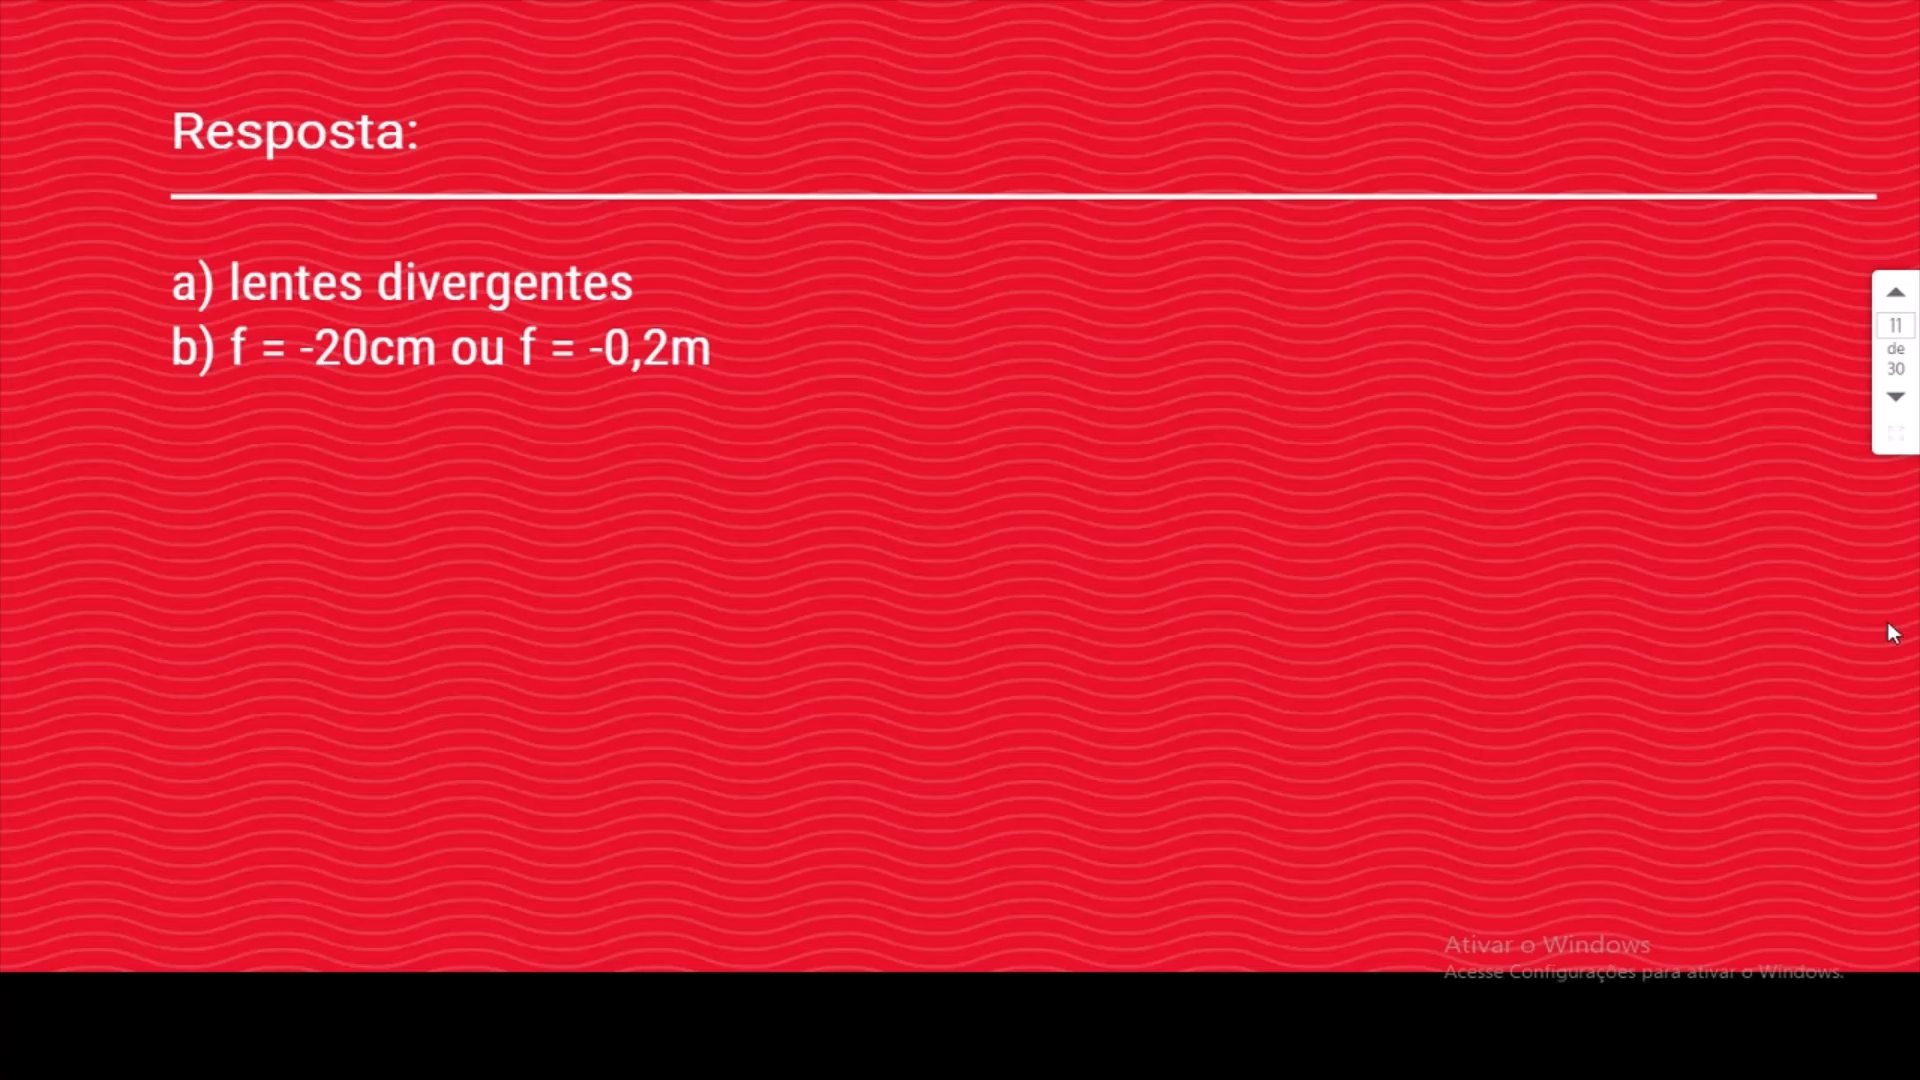 Resposta:
a) lentes divergentes
b) f = -20cm ou f = -0,2m
11
de
30
Ativar o Windows
Acesse Configurações para ativar o Windows.